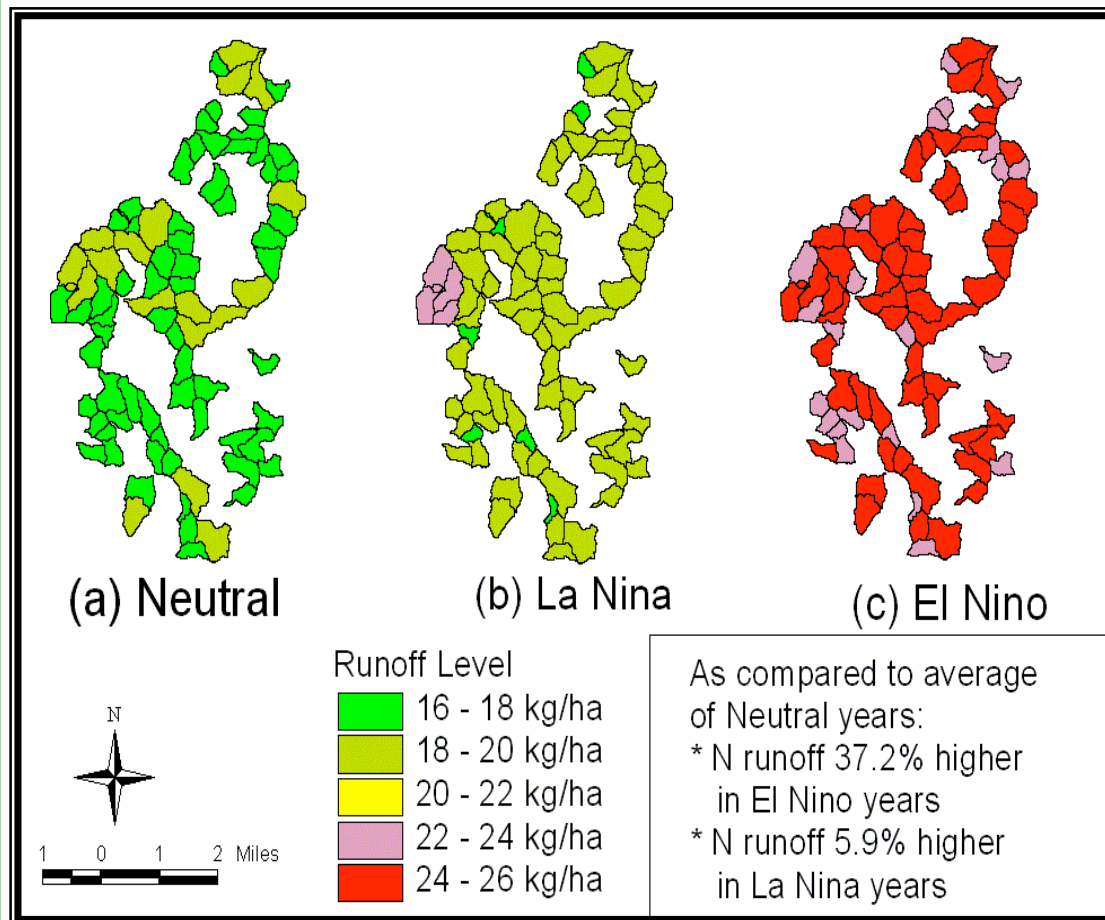 (a) Neutral
(b) La Nina
(c) El Nino
N
1 0 1 2 Miles
Runoff Level
16 - 18 kg/ha
18 - 20 kg/ha
20 - 22 kg/ha
22 - 24 kg/ha
24 - 26 kg/ha
As compared to average
of Neutral years:
* N runoff 37.2% higher
in El Nino years
* N runoff 5.9% higher
in La Nina years